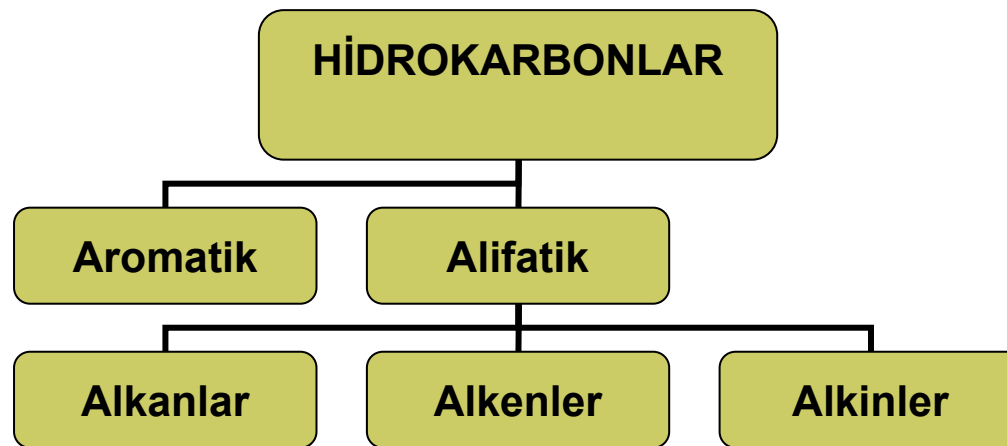 HİDROKARBONLAR
Aromatik
Alifatik
Alkanlar
Alkenler
Alkinler